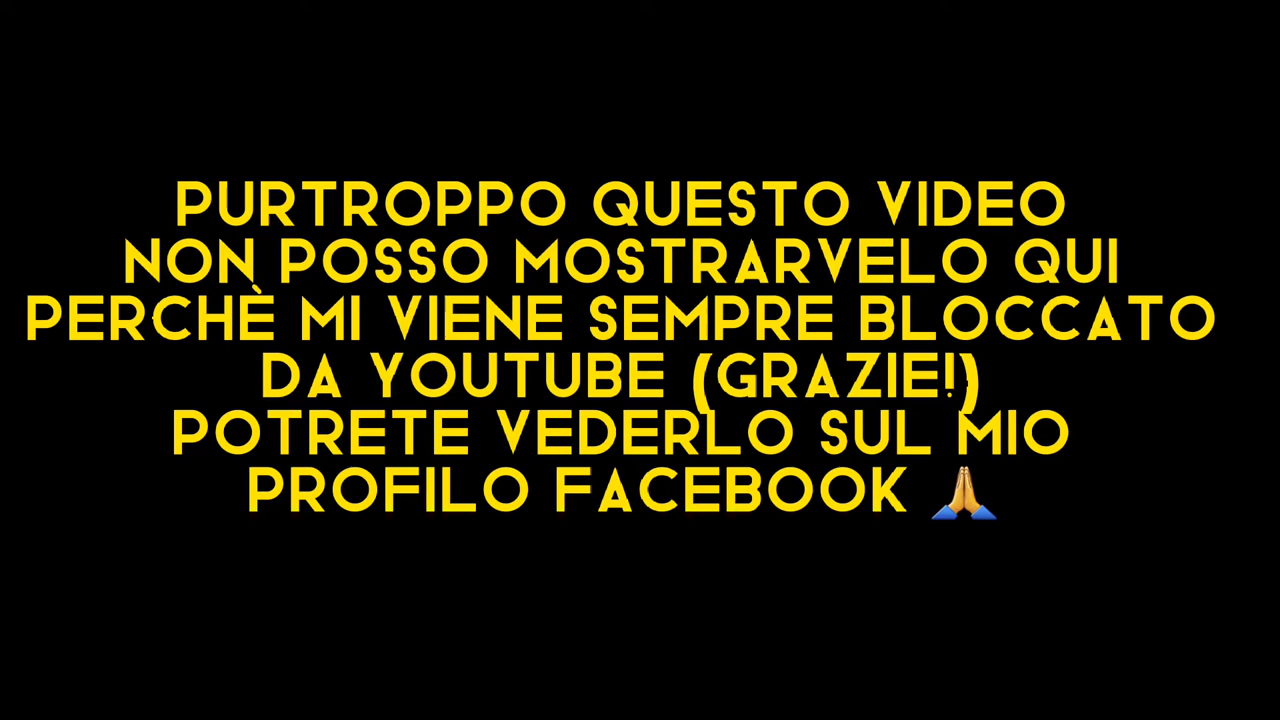 PURTROPPO QUESTO VIDEO
NON POSSO MOSTRARVELO QUI
PERCHÈ MI VIENE SEMPRE BLOCCATO
DA YOUTUBE (GRAZIE!)
POTRETE VEDERLO SUL MIO
PROFILO FACEBOOK 🙏